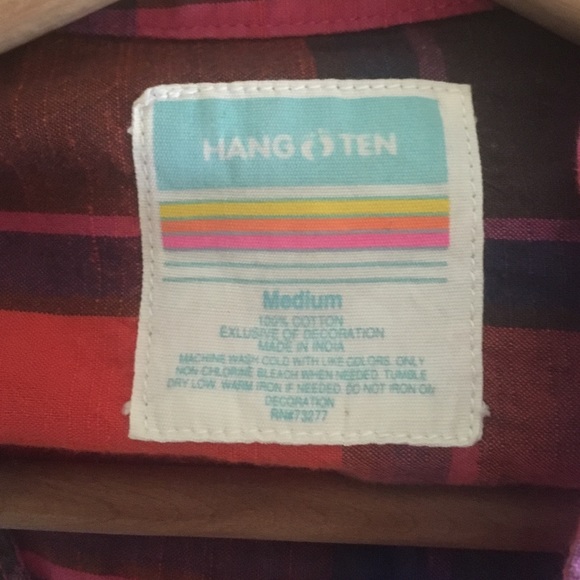 HANG TEN
Medium
100% COTTON
EXLUSIVE OF DECORATION
MADE IN INDIA
MACHINE WASH COLD WITH LIKE COLORS. ONLY
NON CHLORINE BLEACH WHEN NEEDED. TUMBLE
DRY LOW. WARM IRON IF NEEDED. DO NOT IRON ON
DECORATION
RN#73277